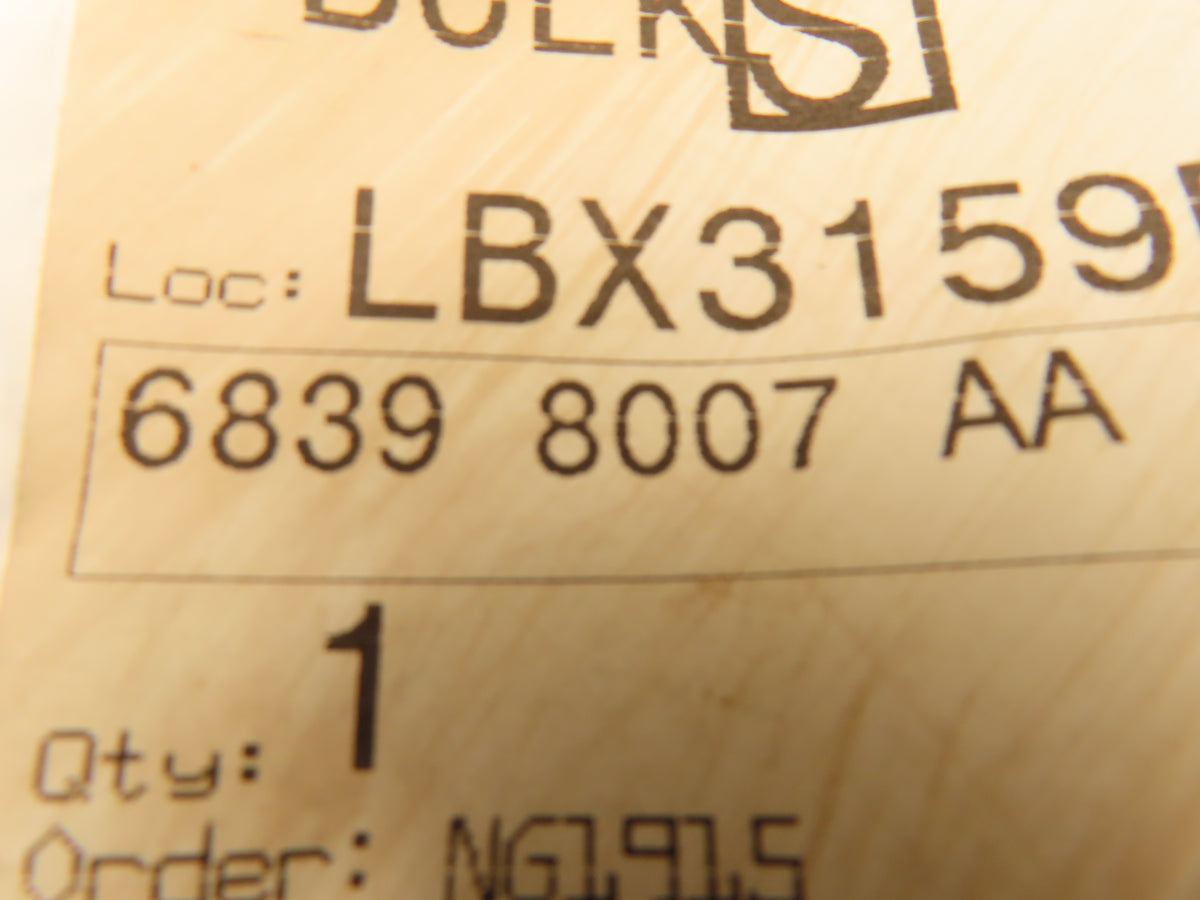 S
Loc: LBX3159
6839 8007 AA
Qty: 1
Order: NG1915